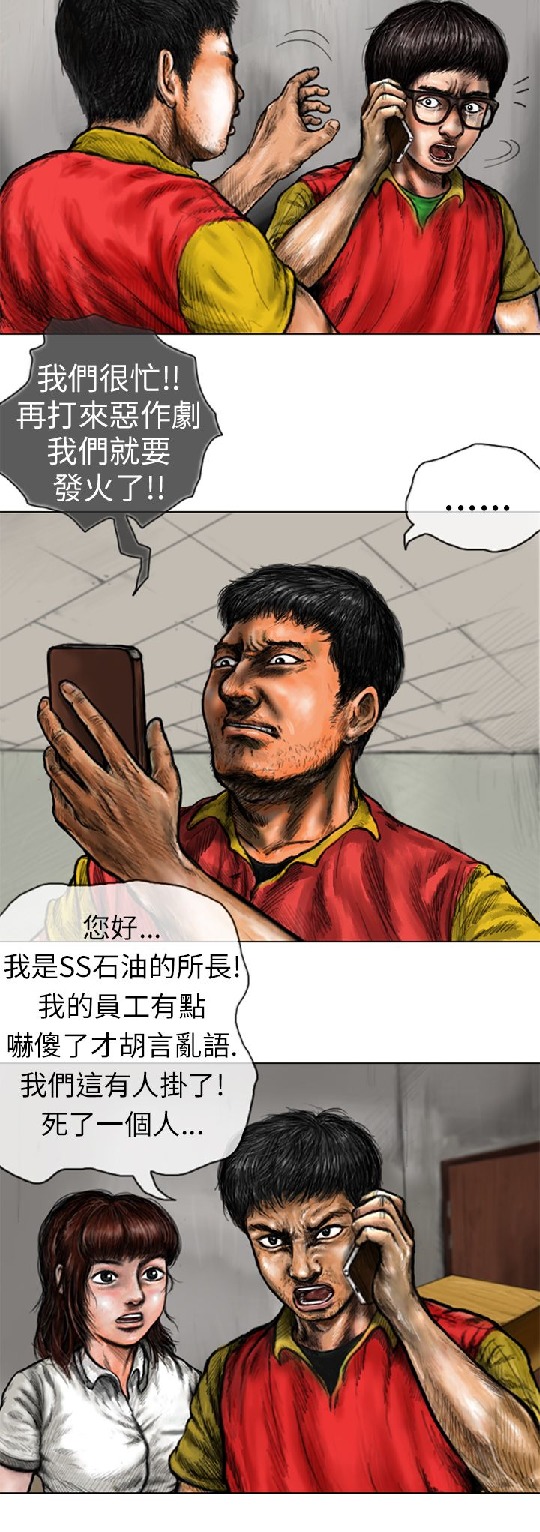 我們很忙!!
再打來惡作劇
我們就要
發火了!!
......
您好...
我是SS石油的所長!
我的員工有點
嚇傻了才胡言亂語.
我們這有人掛了!
死了一個人...